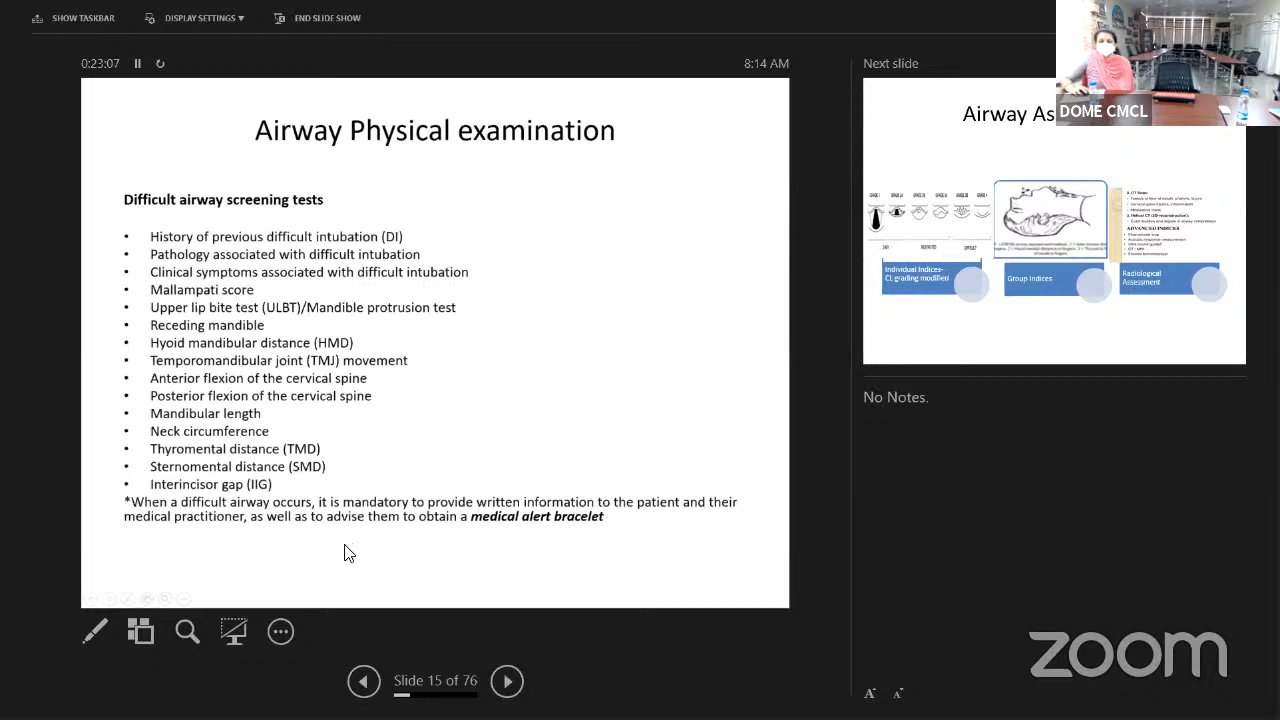 SHOW TASKBAR
DISPLAY SETTINGS ▼
END SLIDE SHOW
0:23:07
8:14 AM
Airway Physical examination
Difficult airway screening tests
• History of previous difficult intubation (DI)
• Pathology associated with difficult intubation
• Clinical symptoms associated with difficult intubation
• Mallampati score
• Upper lip bite test (ULBT)/Mandible protrusion test
• Receding mandible
• Hyoid mandibular distance (HMD)
• Temporomandibular joint (TMJ) movement
• Anterior flexion of the cervical spine
• Posterior flexion of the cervical spine
• Mandibular length
• Neck circumference
• Thyromental distance (TMD)
• Sternomental distance (SMD)
• Interincisor gap (IIG)
*When a difficult airway occurs, it is mandatory to provide written information to the patient and their
medical practitioner, as well as to advise them to obtain a medical alert bracelet
Slide 15 of 76
Next slide
DOME CMCL
Airway As
ADVANCED INDICES
Individual Indices-
CL grading modified
Group Indices
Radiological
Assessment
No Notes.
A A
zoom